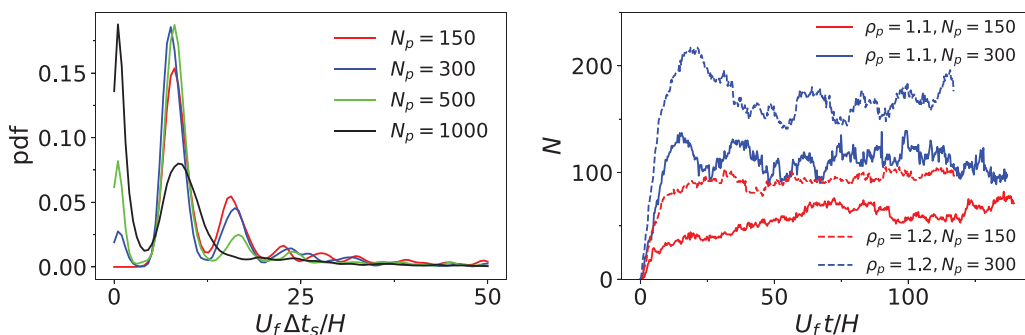 0.15
0.10
0.05
0.00
pdf
0
25
50
U_f Δt_s/H
N_p = 150
N_p = 300
N_p = 500
N_p = 1000
200
100
0
N
0
50
100
U_f t/H
ρ_p = 1.1, N_p = 150
ρ_p = 1.1, N_p = 300
ρ_p = 1.2, N_p = 150
ρ_p = 1.2, N_p = 300